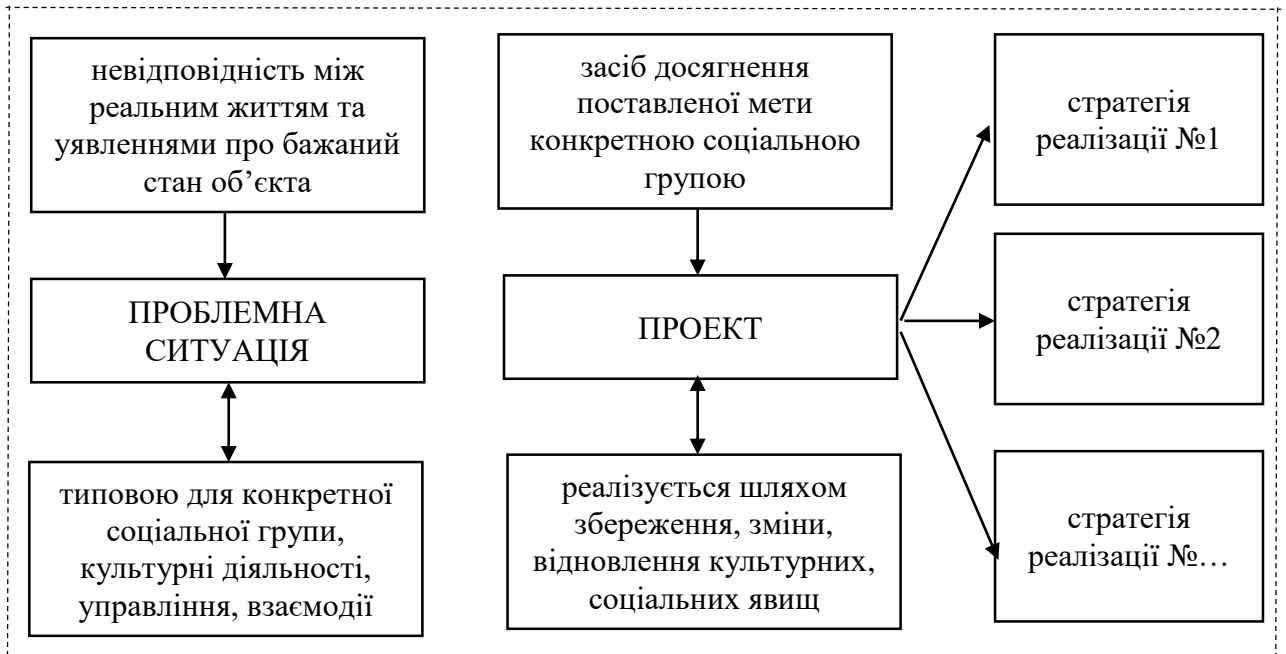 невідповідність між
реальним життям та
уявленнями про бажаний
стан об’єкта
ПРОБЛЕМНА
СИТУАЦІЯ
типовою для конкретної
соціальної групи,
культурні діяльності,
управління, взаємодії
засіб досягнення
поставленої мети
конкретною соціальною
групою
ПРОЕКТ
реалізується шляхом
збереження, зміни,
відновлення культурних,
соціальних явищ
стратегія
реалізації №1
стратегія
реалізації №2
стратегія
реалізації №…